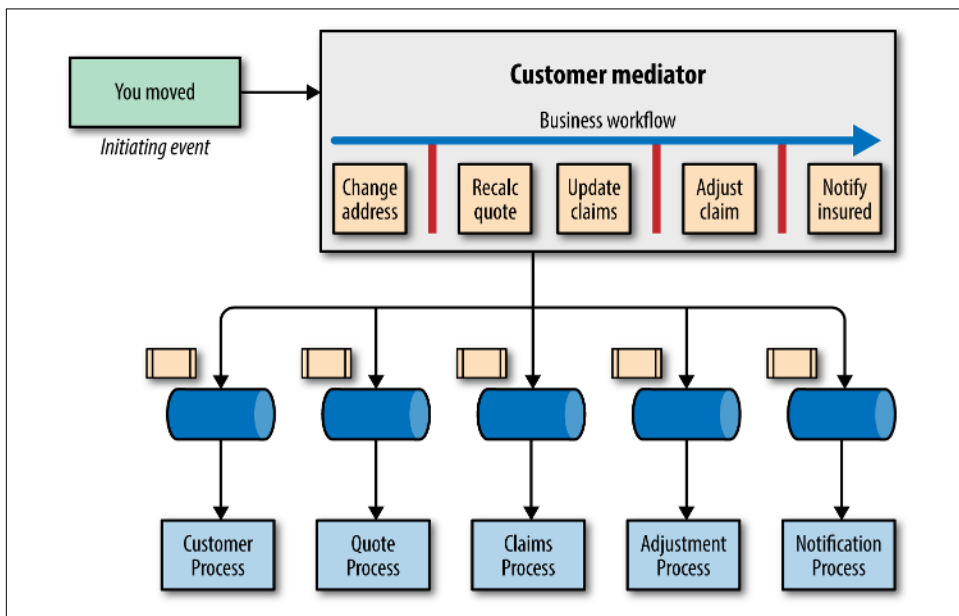 You moved
Initiating event
Customer mediator
Business workflow
Change
address
Recalc
quote
Update
claims
Adjust
claim
Notify
insured
Customer
Process
Quote
Process
Claims
Process
Adjustment
Process
Notification
Process